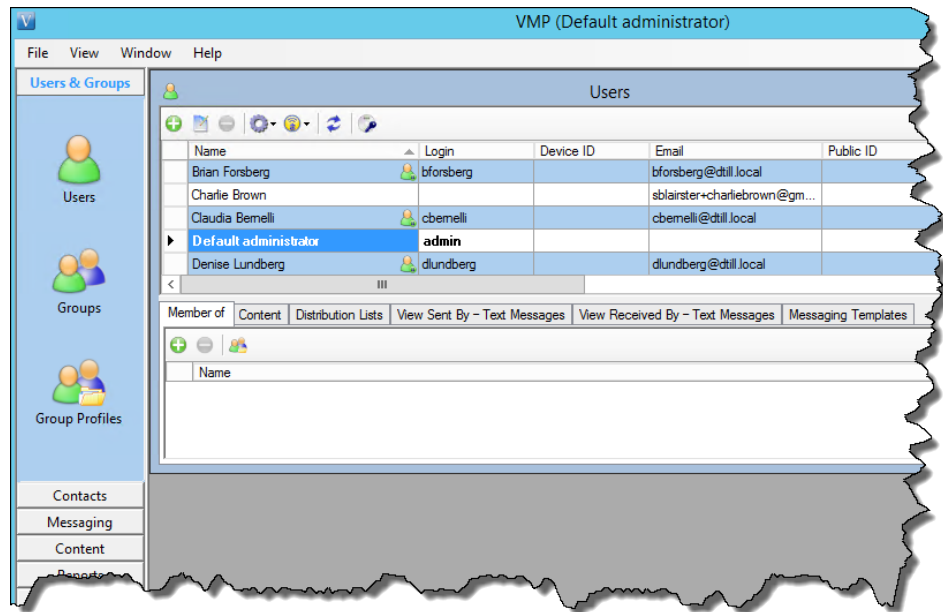 V
VMP (Default administrator)
File View Window Help
Users & Groups
Users
Groups
Group Profiles
Contacts
Messaging
Content
Reports
Users
Name Login Device ID Email Public ID
Brian Forsberg bforsberg bforsberg@dtill.local
Charlie Brown sblairster+charliebrown@gm...
Claudia Bernelli cbernelli cbernelli@dtill.local
Default administrator admin
Denise Lundberg dlundberg dlundberg@dtill.local
Member of Content Distribution Lists View Sent By – Text Messages View Received By – Text Messages Messaging Templates
Name